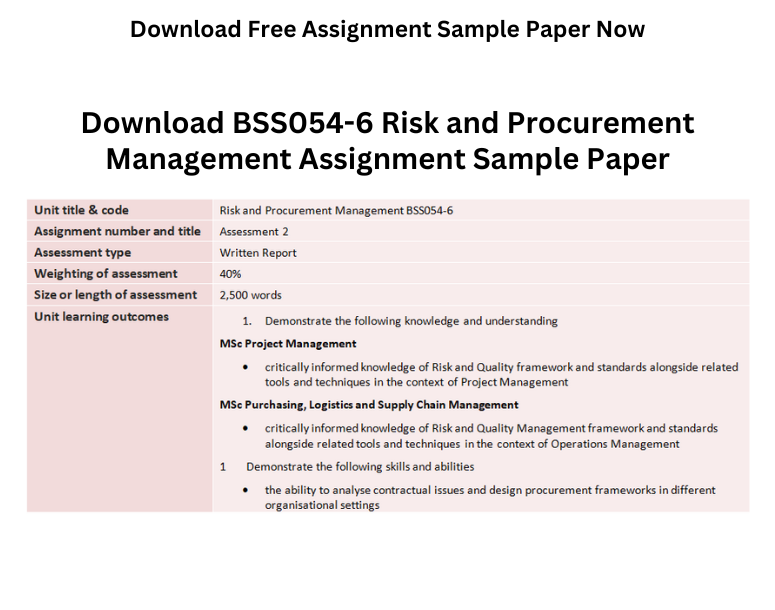 Download Free Assignment Sample Paper Now
Download BSS054-6 Risk and Procurement
Management Assignment Sample Paper
Unit title & code Risk and Procurement Management BSS054-6
Assignment number and title Assessment 2
Assessment type Written Report
Weighting of assessment 40%
Size or length of assessment 2,500 words
Unit learning outcomes 1. Demonstrate the following knowledge and understanding
MSc Project Management
• critically informed knowledge of Risk and Quality framework and standards alongside related
tools and techniques in the context of Project Management
MSc Purchasing, Logistics and Supply Chain Management
• critically informed knowledge of Risk and Quality Management framework and standards
alongside related tools and techniques in the context of Operations Management
1 Demonstrate the following skills and abilities
• the ability to analyse contractual issues and design procurement frameworks in different
organisational settings